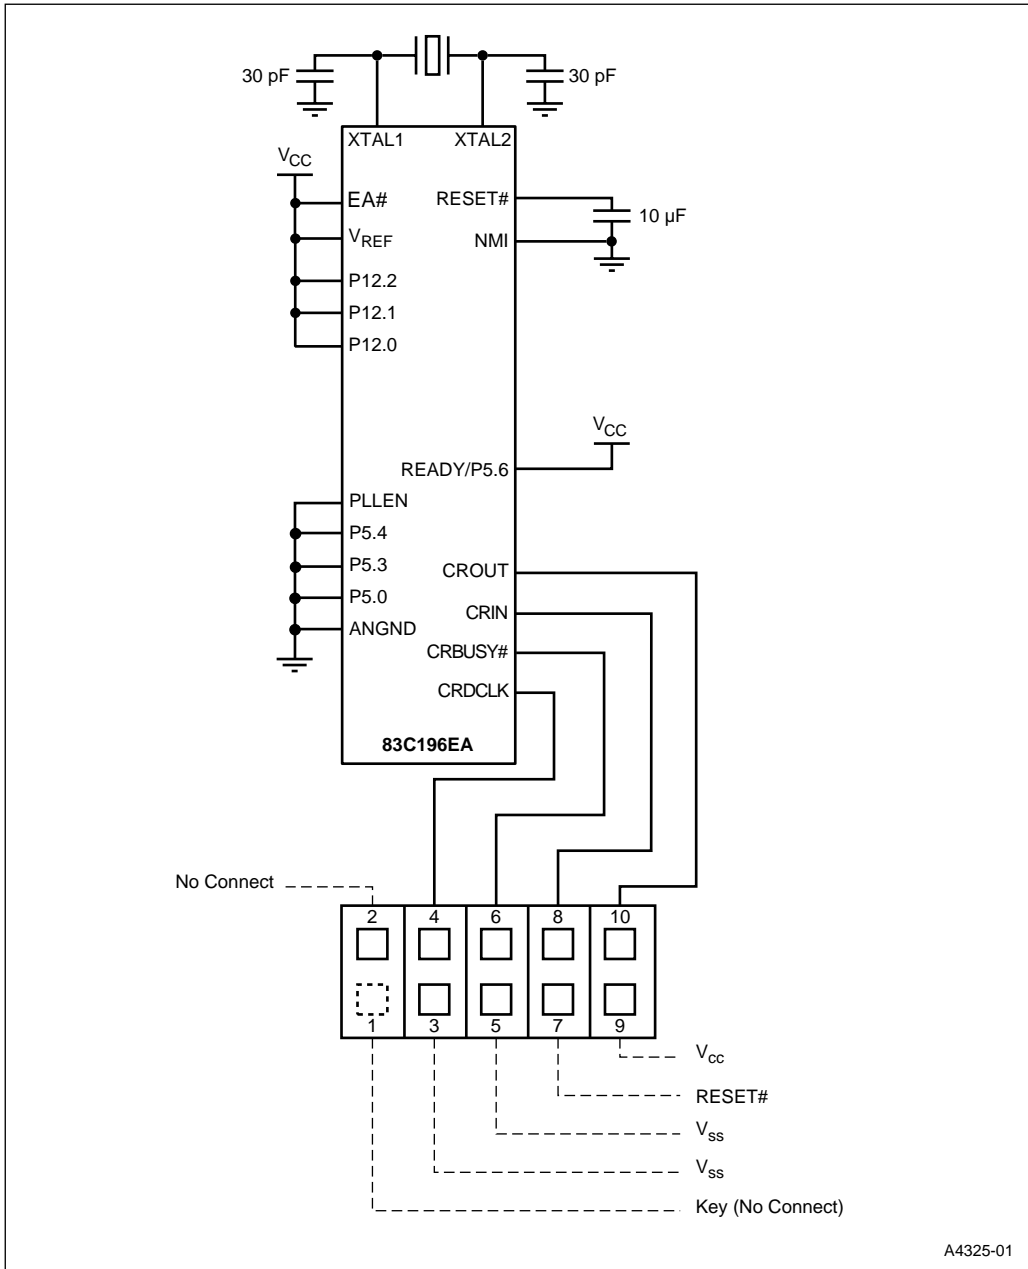 30 pF
30 pF
XTAL1 XTAL2
VCC
EA# RESET#
10 µF
VREF NMI
P12.2
P12.1
P12.0
VCC
READY/P5.6
PLLEN
P5.4
P5.3 CROUT
P5.0 CRIN
ANGND
CRBUSY#
CRDCLK
83C196EA
No Connect
2 4 6 8 10
1 3 5 7 9
Vcc
RESET#
Vss
Vss
Key (No Connect)
A4325-01